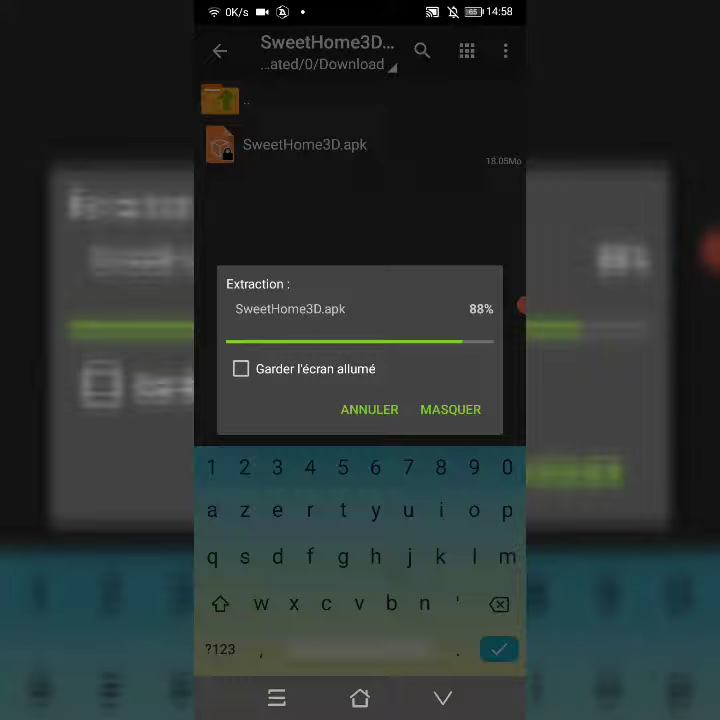 0K/s 65 14:58
SweetHome3D...
...ated/0/Download
..
SweetHome3D.apk
18.05Mo
Extraction :
SweetHome3D.apk 88%
Garder l'écran allumé
ANNULER MASQUER
1 2 3 4 5 6 7 8 9 0
a z e r t y u i o p
q s d f g h j k l m
w x c v b n '
?123 , .